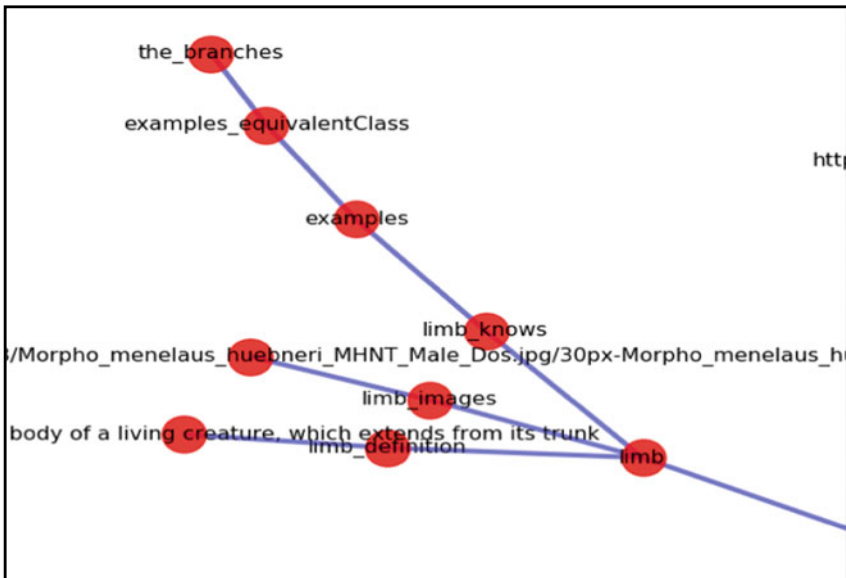 the_branches
examples_equivalentClass
http
examples
limb_knows
/Morpho_menelaus_huebneri_MHNT_Male_Dos.jpg/30px-Morpho_menelaus_hu
limb_images
body of a living creature, which extends from its trunk
limb_definition
limb